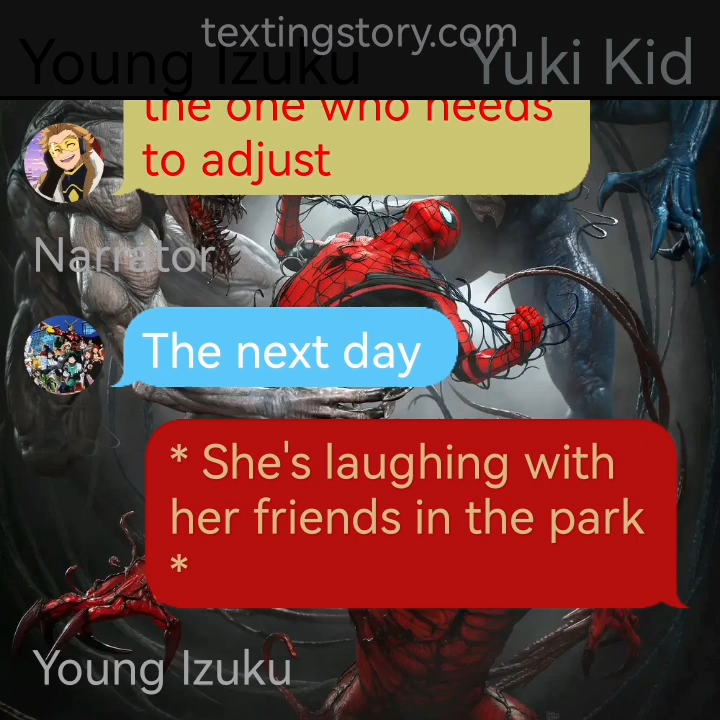 textingstory.com
Young Izuku Yuki Kid
the one who needs
to adjust
Narrator
The next day
* She's laughing with
her friends in the park
*
Young Izuku